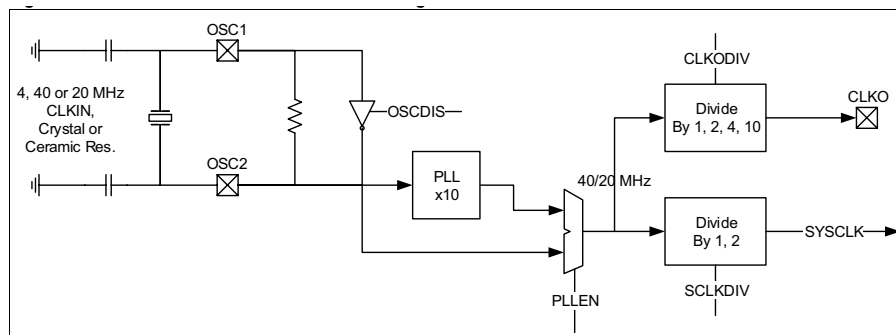 OSC1
4, 40 or 20 MHz
CLKIN,
Crystal or
Ceramic Res.
OSCDIS
OSC2
PLL
x10
40/20 MHz
PLLEN
CLKODIV
Divide
By 1, 2, 4, 10
CLKO
Divide
By 1, 2
SYSCLK
SCLKDIV